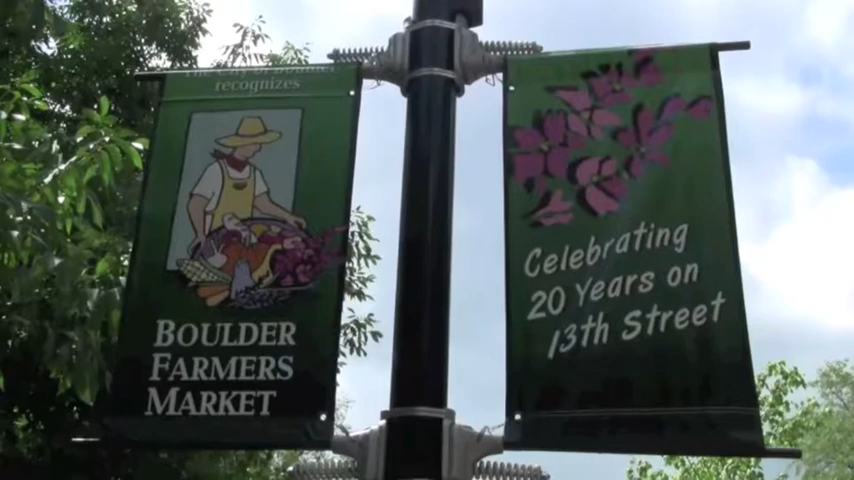 The City of Boulder
recognizes
BOULDER
FARMERS
MARKET
Celebrating
20 Years on
13th Street